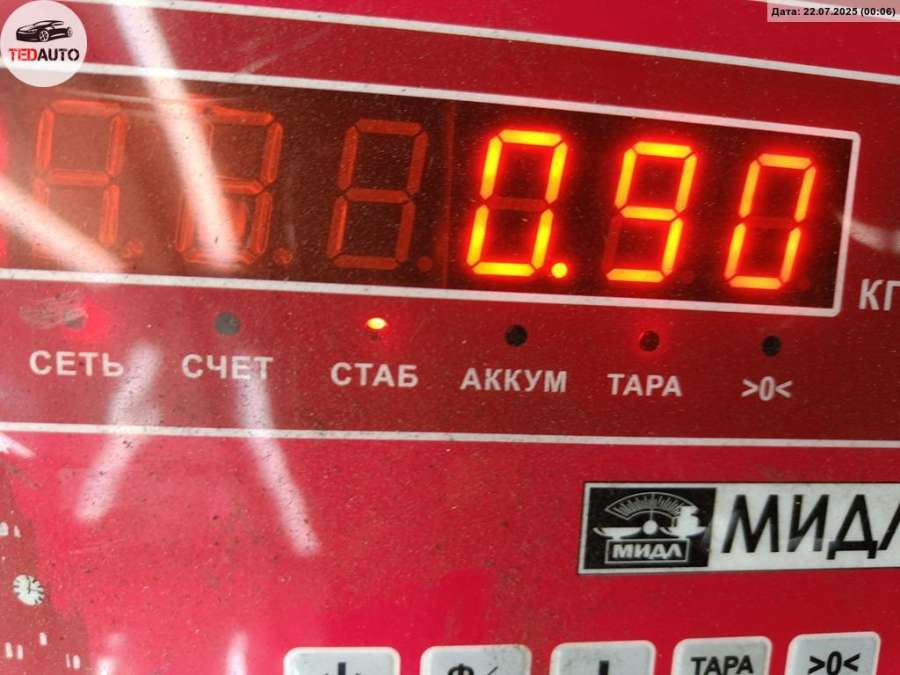 TEDAUTO
Дата: 22.07.2025 (00:06)
0.90
КГ
СЕТЬ СЧЕТ СТАБ АККУМ ТАРА >0<
МИДЛ МИДЛ
ТАРА >0<